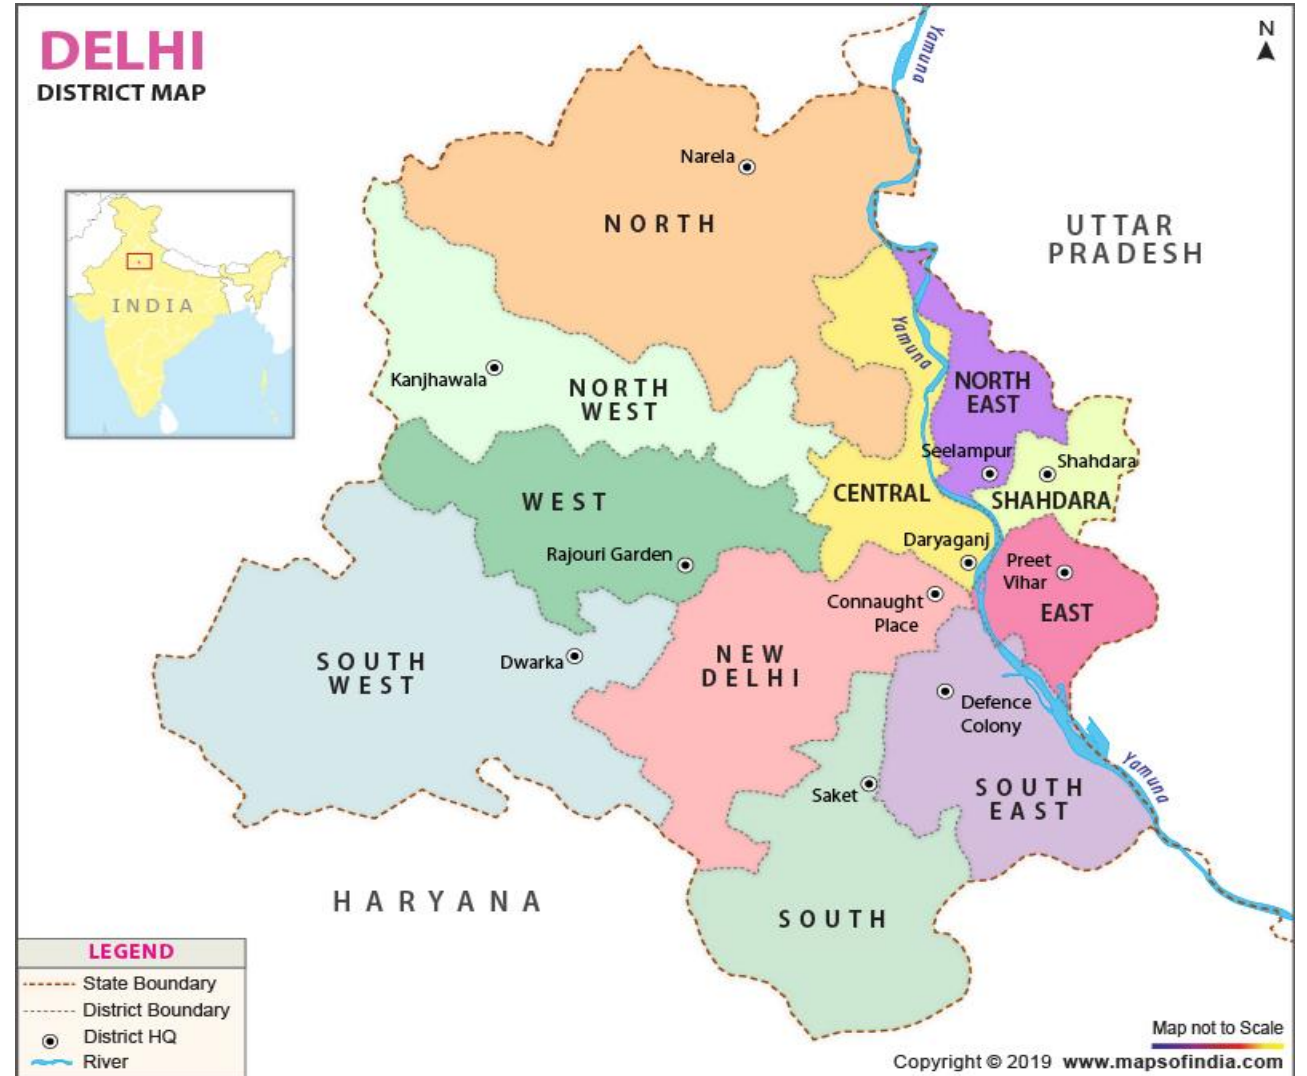 DELHI
DISTRICT MAP
N
Yamuna
Narela
NORTH
UTTAR
PRADESH
INDIA
Yamuna
Kanjhawala
NORTH
WEST
NORTH
EAST
Seelampur
Shahdara
WEST
CENTRAL
SHAHDARA
Rajouri Garden
Daryaganj
Preet
Vihar
Connaught
Place
EAST
SOUTH
WEST
Dwarka
NEW
DELHI
Defence
Colony
Yamuna
Saket
SOUTH
EAST
HARYANA
SOUTH
LEGEND
State Boundary
District Boundary
District HQ
River
Map not to Scale
Copyright © 2019 www.mapsofindia.com